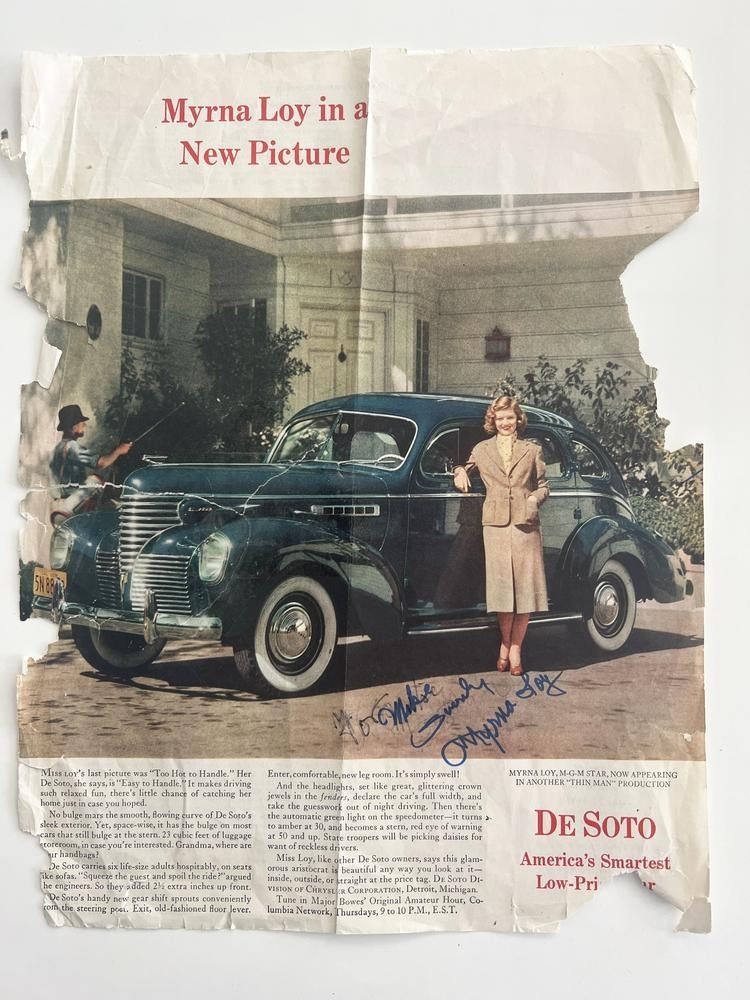 Myrna Loy in a
New Picture
5N 88
To Mike
Sincerely
Myrna Loy
MISS LOY'S last picture was "Too Hot to Handle." Her
De Soto, she says, is "Easy to Handle." It makes driving
such relaxed fun, there's little chance of catching her
home just in case you hoped.
No bulge mars the smooth, flowing curve of De Soto's
sleek exterior. Yet, space-wise, it has the bulge on most
cars that still bulge at the stern. 23 cubic feet of luggage
storeroom, in case you're interested. Grandma, where are
ur handbags?
De Soto carries six life-size adults hospitably, on seats
like sofas. "Squeeze the guest and spoil the ride?" argued
the engineers. So they added 2½ extra inches up front.
De Soto's handy new gear shift sprouts conveniently
from the steering post. Exit, old-fashioned floor lever.
Enter, comfortable, new leg room. It's simply swell!
And the headlights, set like great, glittering crown
jewels in the fenders, declare the car's full width, and
take the guesswork out of night driving. Then there's
the automatic green light on the speedometer—it turns
to amber at 30, and becomes a stern, red eye of warning
at 50 and up. State troopers will be picking daisies for
want of reckless drivers.
Miss Loy, like other De Soto owners, says this glam-
orous aristocrat is beautiful any way you look at it—
inside, outside, or straight at the price tag. DE SOTO DI-
VISION OF CHRYSLER CORPORATION, Detroit, Michigan.
Tune in Major Bowes' Original Amateur Hour, Co-
lumbia Network, Thursdays, 9 to 10 P.M., E.S.T.
MYRNA LOY, M-G-M STAR, NOW APPEARING
IN ANOTHER "THIN MAN" PRODUCTION
DE SOTO
America's Smartest
Low-Pri